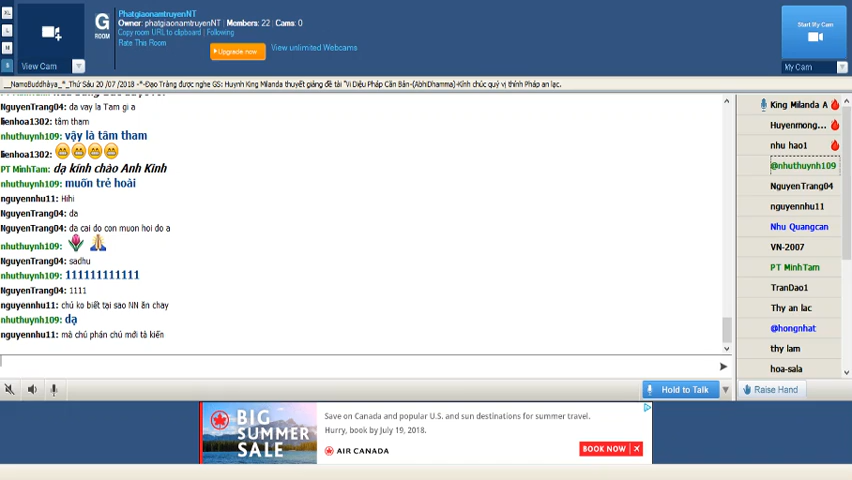 XL
L
M
S
View Cam
G
ROOM
PhatgiaonamtruyenNT
Owner: phatgiaonamtruyenNT | Members: 22 | Cams: 0
Copy room URL to clipboard | Following
Rate This Room
Upgrade now
View unlimited Webcams
Start My Cam
My Cam
__NamoBuddhàya_*_Thứ Sáu 20 /07 /2018 -*-Đạo Tràng được nghe GS: Huynh King Milanda thuyết giảng đề tài "Vi Diệu Pháp Căn Bản-(AbhiDhamma)-Kính chúc quý vị thính Pháp an lạc.
NguyenTrang04: da vay là Tam gi a
lienhoa1302: tâm tham
nhuthuynh109: vậy là tâm tham
lienhoa1302:
PT MinhTam: dạ kính chào Anh Kinh
nhuthuynh109: muốn trẻ hoài
nguyennhu11: Hihi
NguyenTrang04: da
NguyenTrang04: da cai do con muon hoi do a
nhuthuynh109:
NguyenTrang04: sadhu
nhuthuynh109: 111111111111
NguyenTrang04: 1111
nguyennhu11: chú ko biết tại sao NN ăn chay
nhuthuynh109: dạ
nguyennhu11: mà chú phán chú mới tà kiến
King Milanda A
Huyenmong...
nhu hao1
@nhuthuynh109
NguyenTrang04
nguyennhu11
Nhu Quangcan
VN-2007
PT MinhTam
TranDao1
Thy an lac
@hongnhat
thy lam
hoa-sala
Hold to Talk
Raise Hand
BIG
SUMMER
SALE
Save on Canada and popular U.S. and sun destinations for summer travel.
Hurry, book by July 19, 2018.
AIR CANADA
BOOK NOW